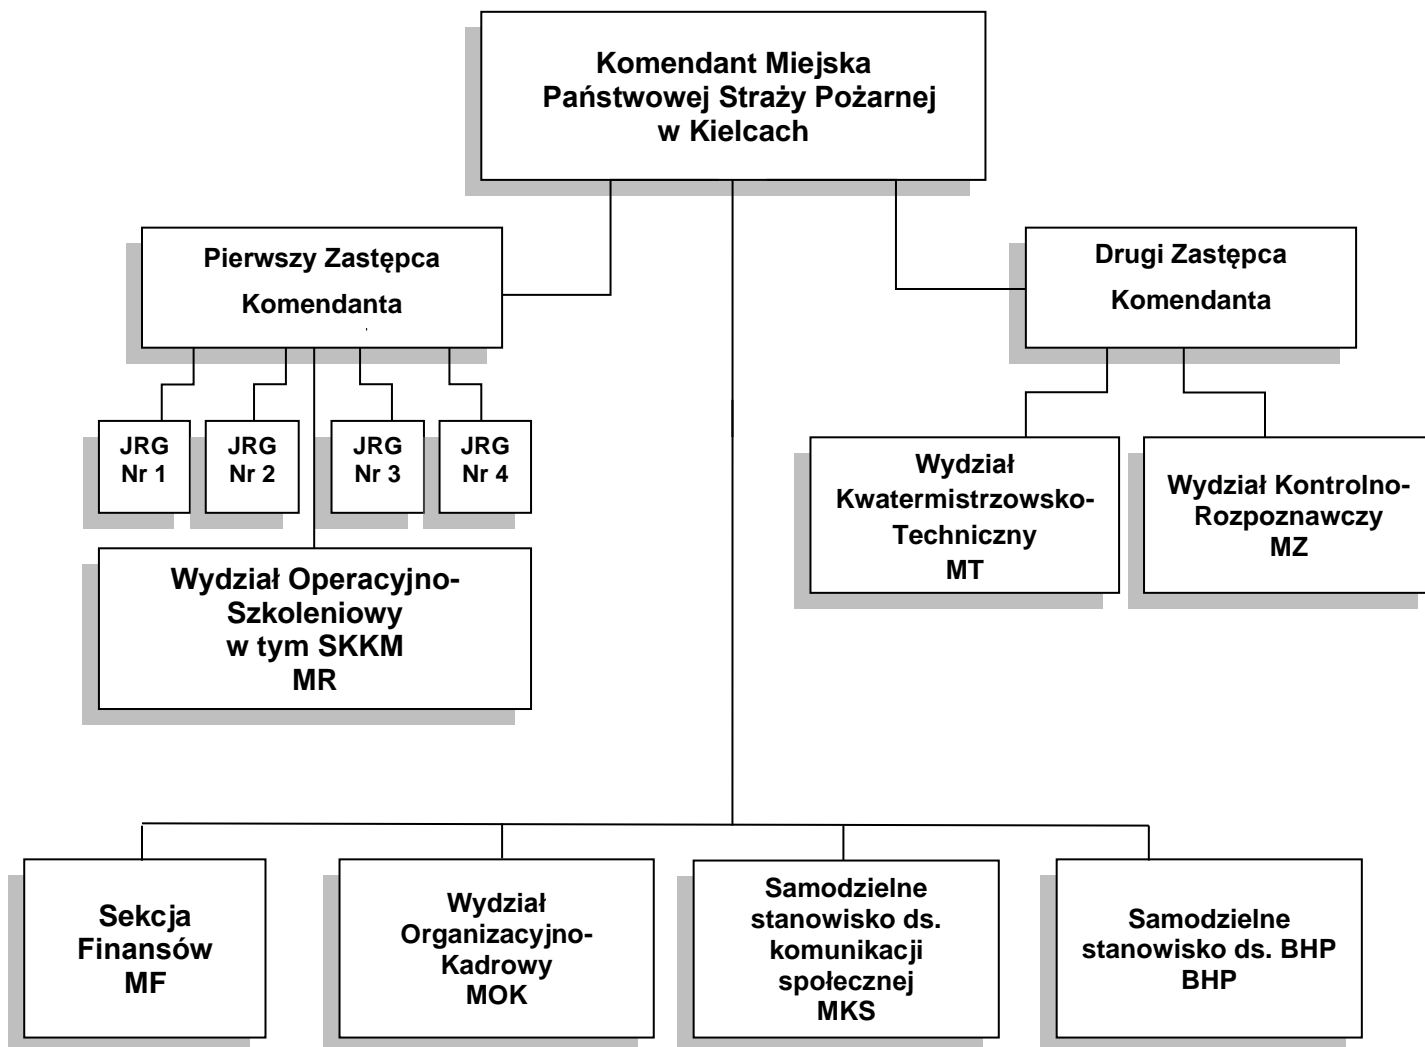 Komendant Miejska
Państwowej Straży Pożarnej
w Kielcach
Pierwszy Zastępca
Komendanta
Drugi Zastępca
Komendanta
JRG
Nr 1
JRG
Nr 2
JRG
Nr 3
JRG
Nr 4
Wydział
Kwatermistrzowsko-
Techniczny
MT
Wydział Kontrolno-
Rozpoznawczy
MZ
Wydział Operacyjno-
Szkoleniowy
w tym SKKM
MR
Sekcja
Finansów
MF
Wydział
Organizacyjno-
Kadrowy
MOK
Samodzielne
stanowisko ds.
komunikacji
społecznej
MKS
Samodzielne
stanowisko ds. BHP
BHP